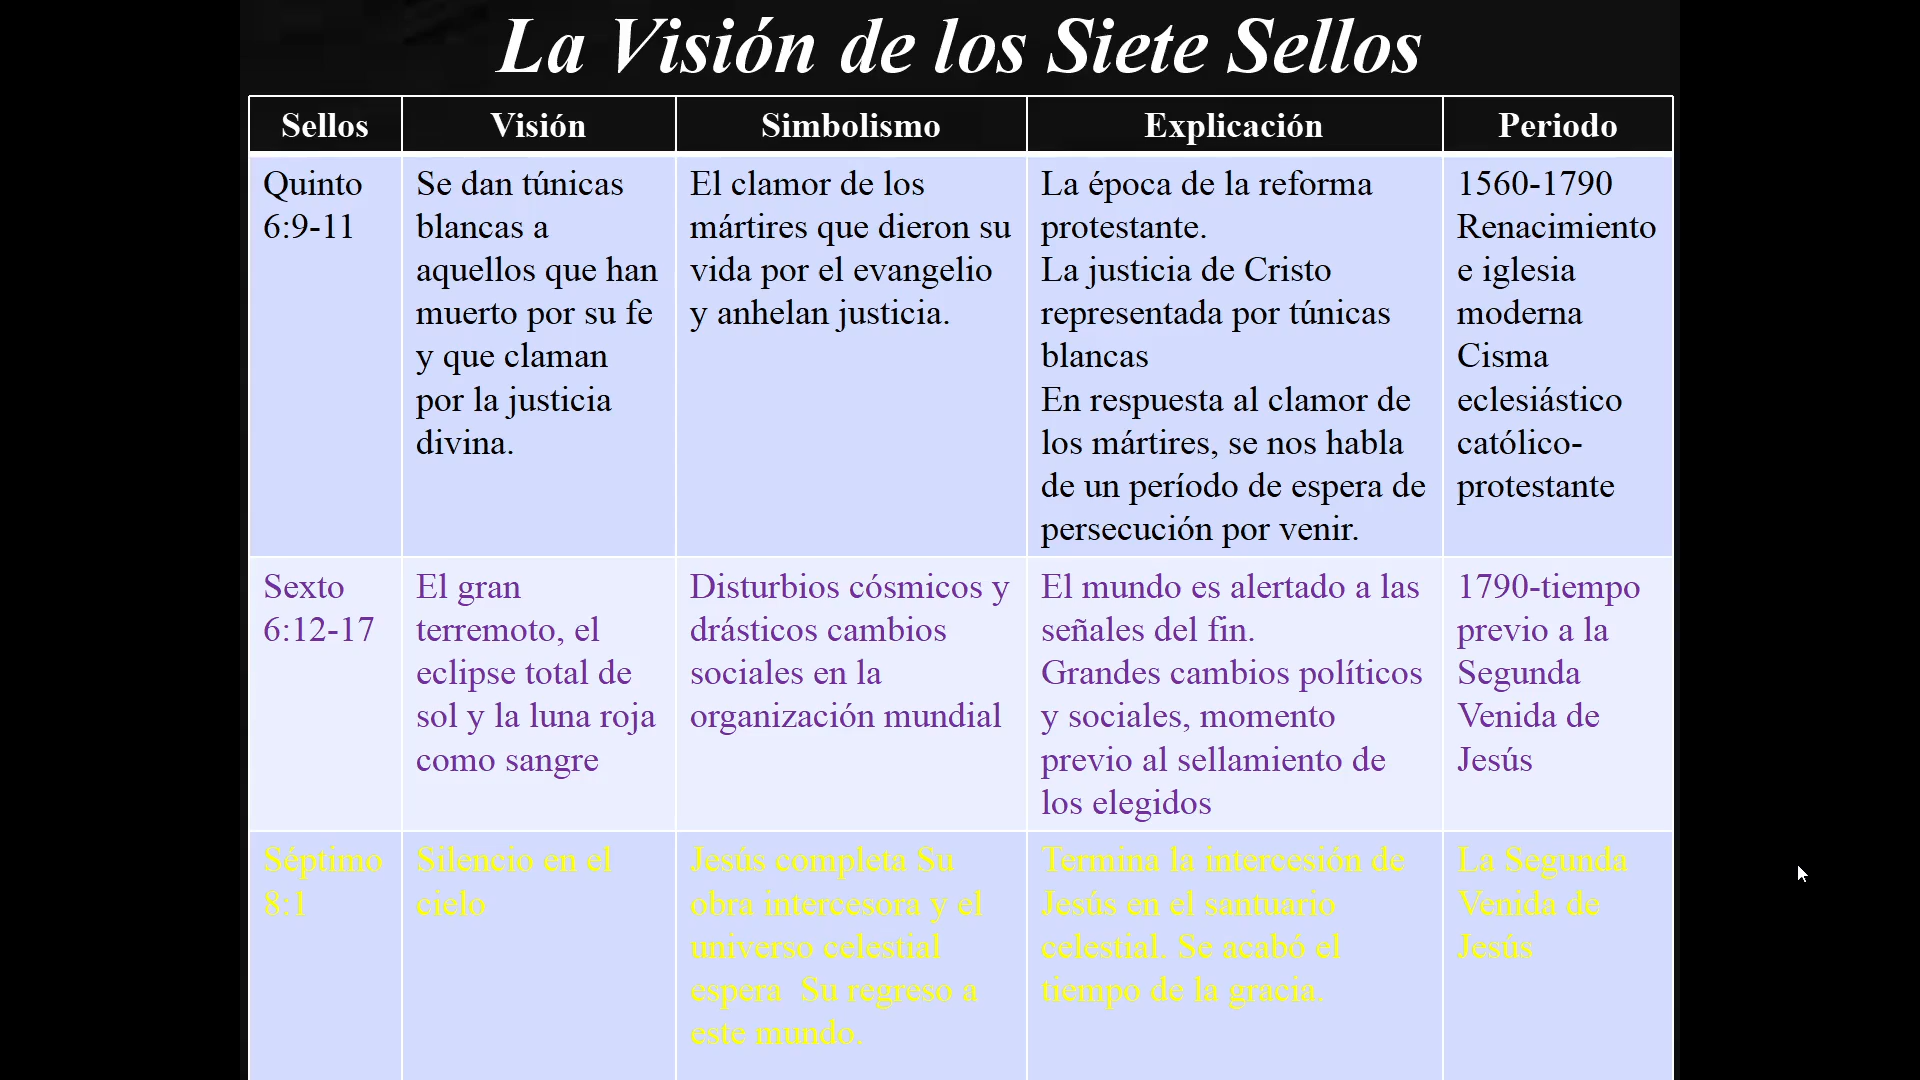 La Visión de los Siete Sellos
Sellos
Visión
Simbolismo
Explicación
Periodo
Quinto
6:9-11
Se dan túnicas
blancas a
aquellos que han
muerto por su fe
y que claman
por la justicia
divina.
El clamor de los
mártires que dieron su
vida por el evangelio
y anhelan justicia.
La época de la reforma
protestante.
La justicia de Cristo
representada por túnicas
blancas
En respuesta al clamor de
los mártires, se nos habla
de un período de espera de
persecución por venir.
1560-1790
Renacimiento
e iglesia
moderna
Cisma
eclesiástico
católico-
protestante
Sexto
6:12-17
El gran
terremoto, el
eclipse total de
sol y la luna roja
como sangre
Disturbios cósmicos y
drásticos cambios
sociales en la
organización mundial
El mundo es alertado a las
señales del fin.
Grandes cambios políticos
y sociales, momento
previo al sellamiento de
los elegidos
1790-tiempo
previo a la
Segunda
Venida de
Jesús
Séptimo
8:1
Silencio en el
cielo
Jesús completa Su
obra intercesora y el
universo celestial
espera  Su regreso a
este mundo.
Termina la intercesión de
Jesús en el santuario
celestial. Se acabó el
tiempo de la gracia.
La Segunda
Venida de
Jesús